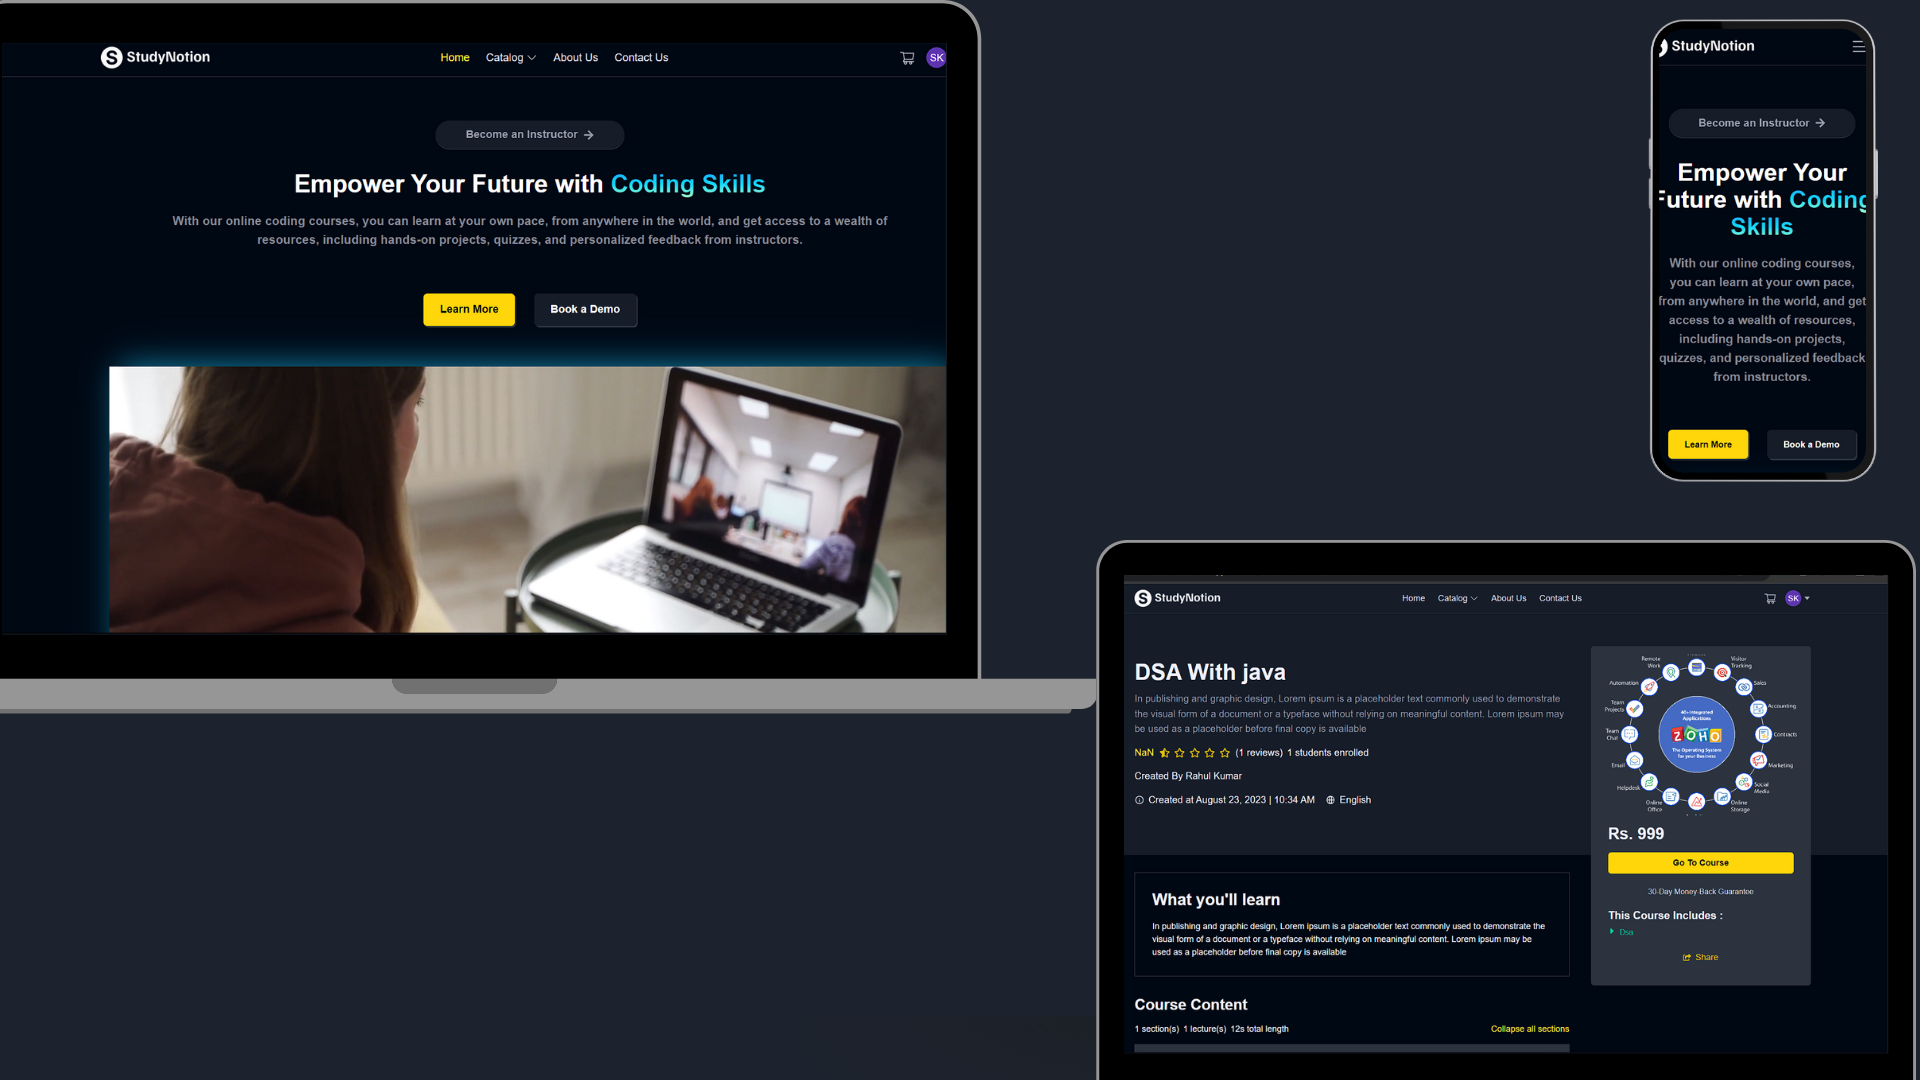 StudyNotion
Home Catalog About Us Contact Us
SK
Become an Instructor
Empower Your Future with Coding Skills
With our online coding courses, you can learn at your own pace, from anywhere in the world, and get access to a wealth of
resources, including hands-on projects, quizzes, and personalized feedback from instructors.
Learn More Book a Demo
StudyNotion
Become an Instructor
Empower Your
Future with Coding
Skills
With our online coding courses,
you can learn at your own pace,
from anywhere in the world, and get
access to a wealth of resources,
including hands-on projects,
quizzes, and personalized feedback
from instructors.
Learn More Book a Demo
StudyNotion
Home Catalog About Us Contact Us
SK
DSA With java
In publishing and graphic design, Lorem ipsum is a placeholder text commonly used to demonstrate
the visual form of a document or a typeface without relying on meaningful content. Lorem ipsum may
be used as a placeholder before final copy is available
NaN (1 reviews) 1 students enrolled
Created By Rahul Kumar
Created at August 23, 2023 | 10:34 AM English
What you'll learn
In publishing and graphic design, Lorem ipsum is a placeholder text commonly used to demonstrate the
visual form of a document or a typeface without relying on meaningful content. Lorem ipsum may be
used as a placeholder before final copy is available
Course Content
1 section(s) 1 lecture(s) 12s total length
Collapse all sections
Remote
Work
Visitor
Tracking
Automation
Sales
Team
Projects
Accounting
Team
Chat
Contracts
Email
Marketing
Helpdesk
Social
Media
Online
Office
Online
Storage
40+ Integrated
Applications
ZOHO
The Operating System
for your Business
Rs. 999
Go To Course
30-Day Money-Back Guarantee
This Course Includes :
Dsa
Share